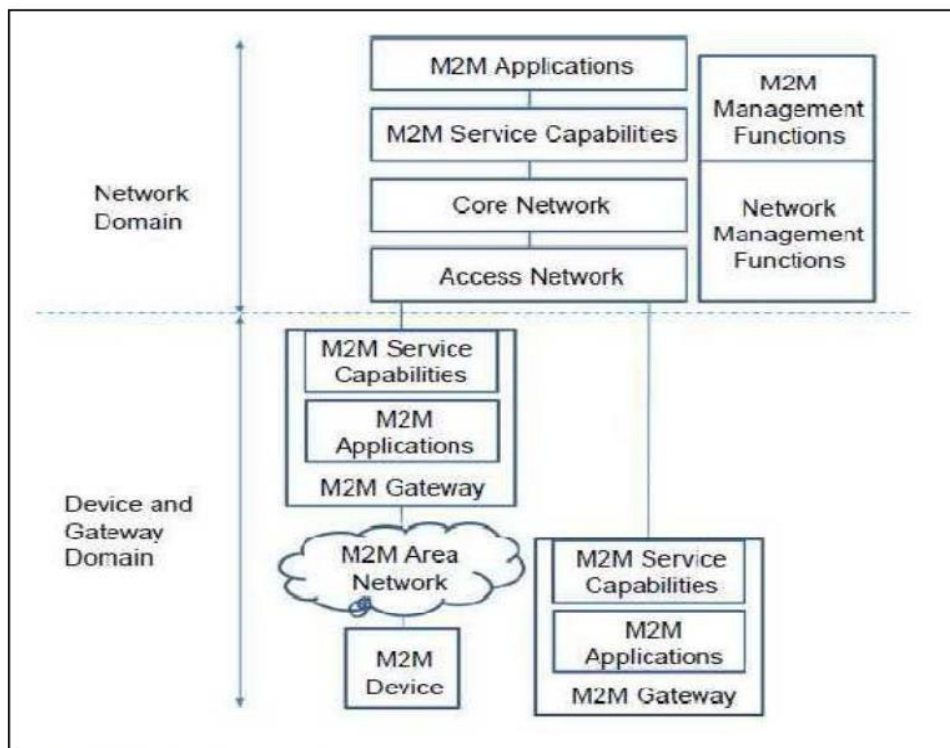 M2M Applications
M2M
Management
Functions
M2M Service Capabilities
Network
Domain
Core Network
Network
Management
Functions
Access Network
M2M Service
Capabilities
M2M
Applications
M2M Gateway
Device and
Gateway
Domain
M2M Area
Network
M2M Service
Capabilities
M2M
Applications
M2M Gateway
M2M
Device